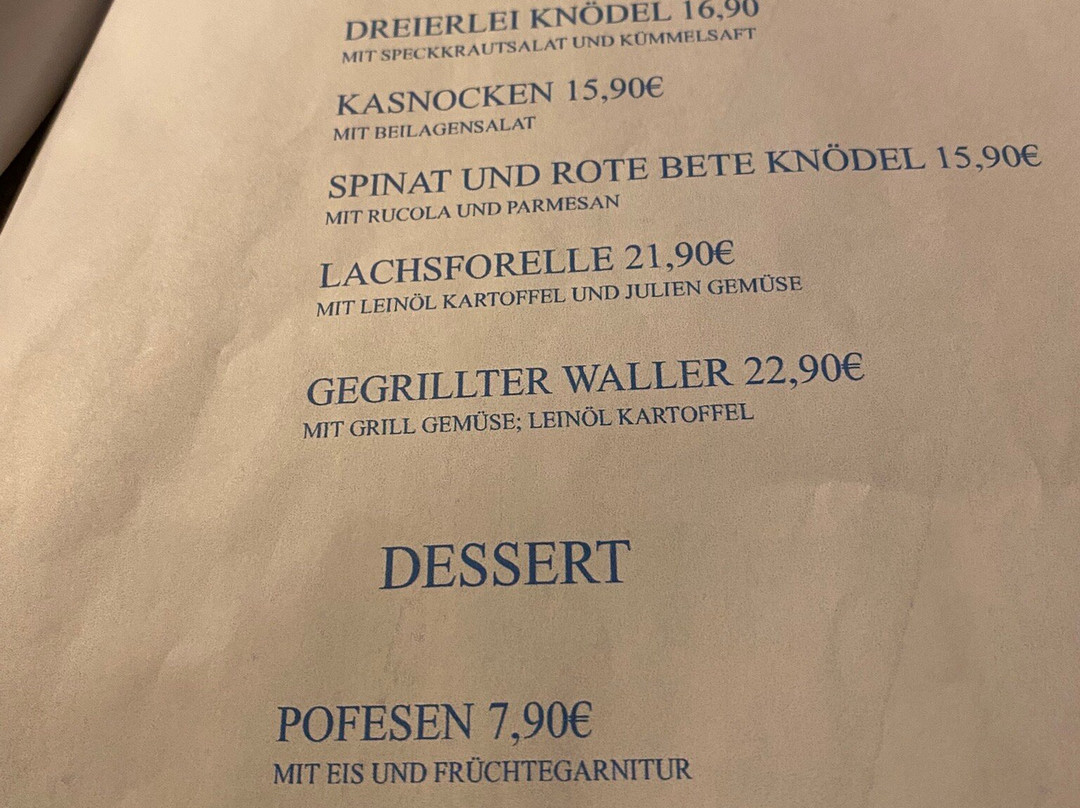 DREIERLEI KNÖDEL 16,90
MIT SPECKKRAUTSALAT UND KÜMMELSAFT
KASNOCKEN 15,90€
MIT BEILAGENSALAT
SPINAT UND ROTE BETE KNÖDEL 15,90€
MIT RUCOLA UND PARMESAN
LACHSFORELLE 21,90€
MIT LEINÖL KARTOFFEL UND JULIEN GEMÜSE
GEGRILLTER WALLER 22,90€
MIT GRILL GEMÜSE; LEINÖL KARTOFFEL
DESSERT
POFESEN 7,90€
MIT EIS UND FRÜCHTEGARNITUR